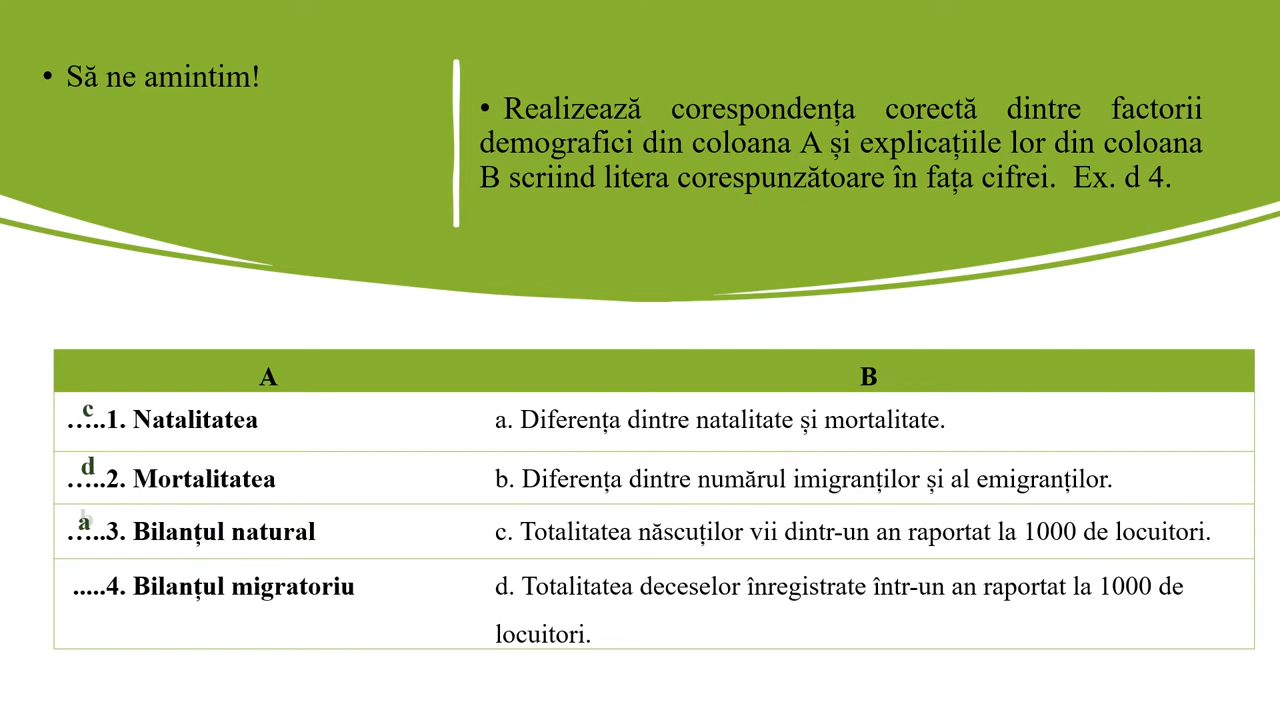 • Să ne amintim!
• Realizează corespondența corectă dintre factorii
demografici din coloana A și explicațiile lor din coloana
B scriind litera corespunzătoare în fața cifrei. Ex. d 4.
A
B
c
…..1. Natalitatea
a. Diferența dintre natalitate și mortalitate.
d
…..2. Mortalitatea
b. Diferența dintre numărul imigranților și al emigranților.
b
a
…..3. Bilanțul natural
c. Totalitatea născuților vii dintr-un an raportat la 1000 de locuitori.
.....4. Bilanțul migratoriu
d. Totalitatea deceselor înregistrate într-un an raportat la 1000 de
locuitori.